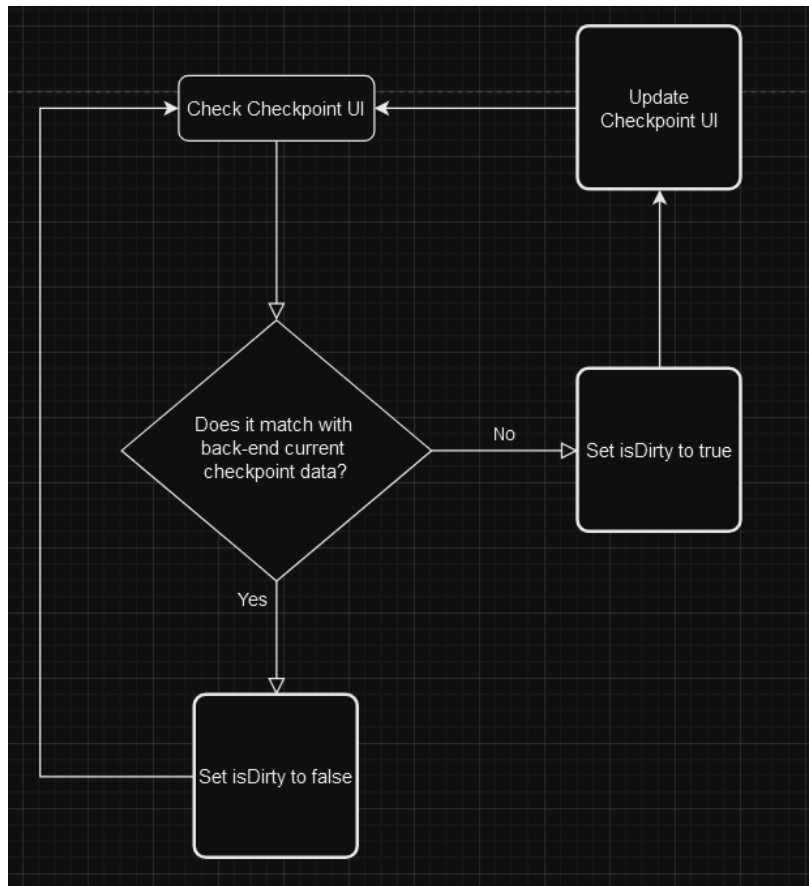 Check Checkpoint UI
Update
Checkpoint UI
Does it match with
back-end current
checkpoint data?
No
Set isDirty to true
Yes
Set isDirty to false